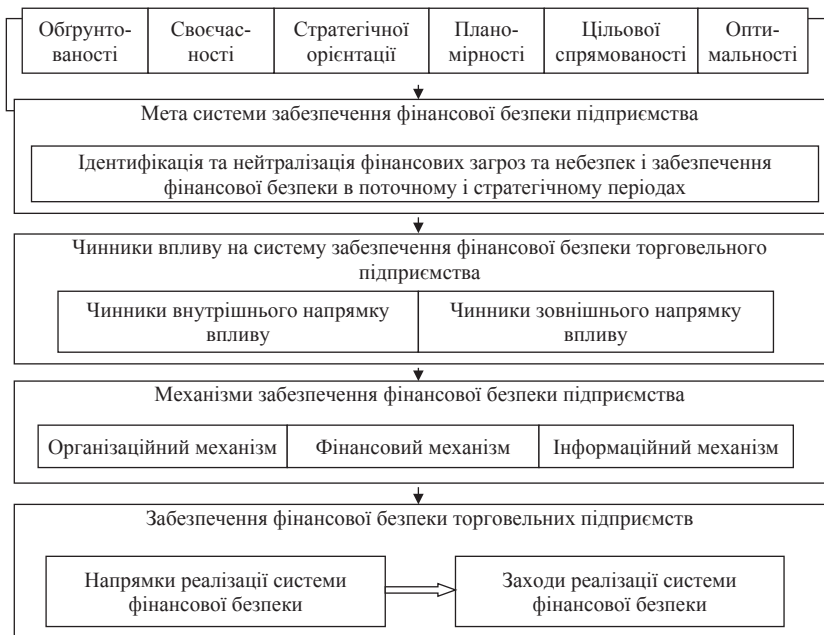 Обґрунто-
ваності
Своєчас-
ності
Стратегічної
орієнтації
Плано-
мірності
Цільової
спрямованості
Опти-
мальності
Мета системи забезпечення фінансової безпеки підприємства
Ідентифікація та нейтралізація фінансових загроз та небезпек і забезпечення
фінансової безпеки в поточному і стратегічному періодах
Чинники впливу на систему забезпечення фінансової безпеки торговельного
підприємства
Чинники внутрішнього напрямку
впливу
Чинники зовнішнього напрямку
впливу
Механізми забезпечення фінансової безпеки підприємства
Організаційний механізм
Фінансовий механізм
Інформаційний механізм
Забезпечення фінансової безпеки торговельних підприємств
Напрямки реалізації системи
фінансової безпеки
Заходи реалізації системи
фінансової безпеки